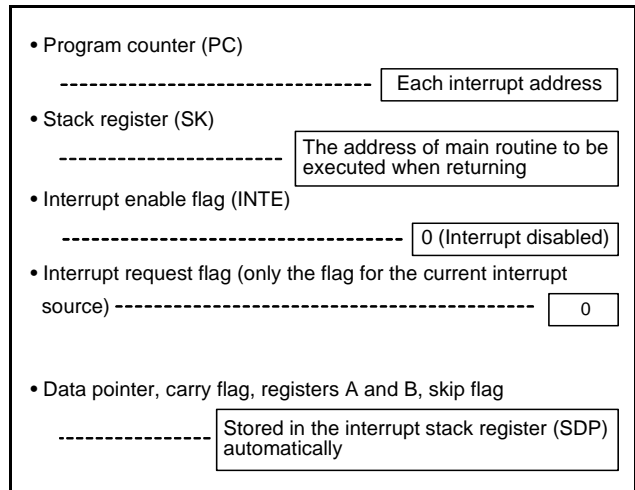 • Program counter (PC)
Each interrupt address
• Stack register (SK)
The address of main routine to be
executed when returning
• Interrupt enable flag (INTE)
0 (Interrupt disabled)
• Interrupt request flag (only the flag for the current interrupt
source)
0
• Data pointer, carry flag, registers A and B, skip flag
Stored in the interrupt stack register (SDP)
automatically